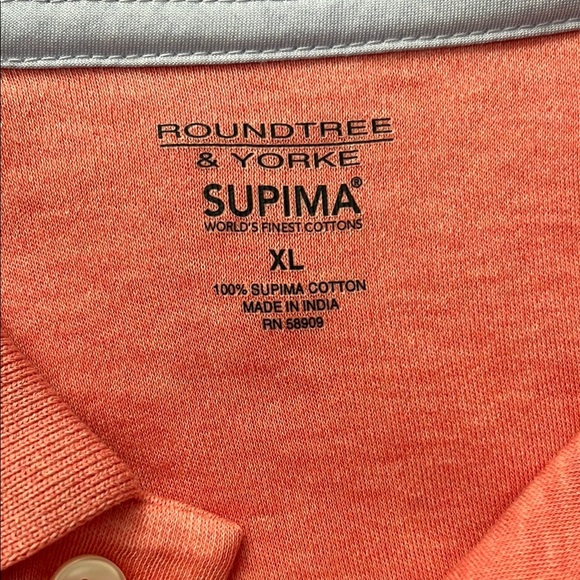 ROUNDTREE
& YORKE
SUPIMA®
WORLD'S FINEST COTTONS
XL
100% SUPIMA COTTON
MADE IN INDIA
RN 58909